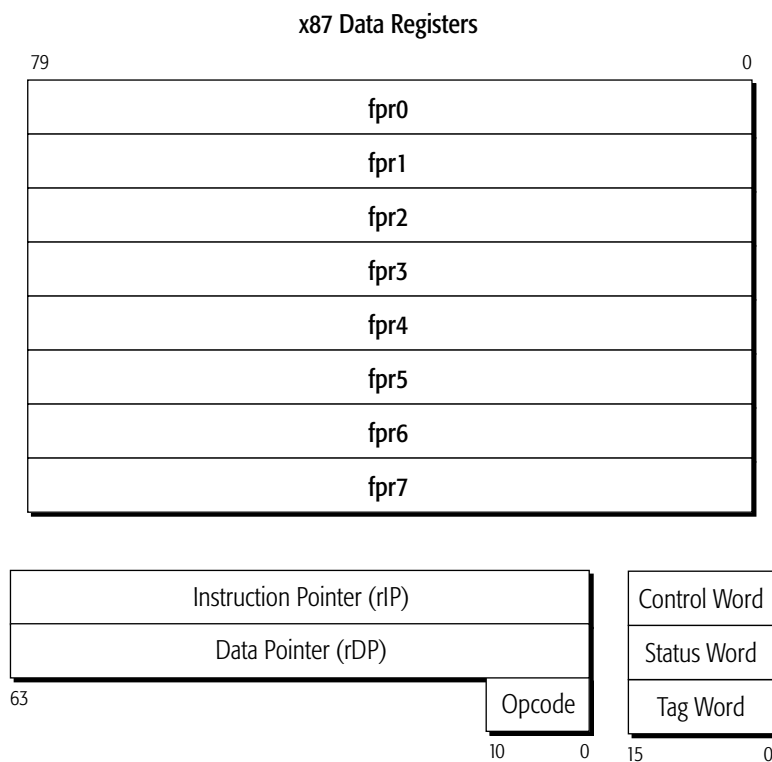 x87 Data Registers
79 0
fpr0
fpr1
fpr2
fpr3
fpr4
fpr5
fpr6
fpr7
Instruction Pointer (rIP)
Data Pointer (rDP)
63
Opcode
10 0
Control Word
Status Word
Tag Word
15 0